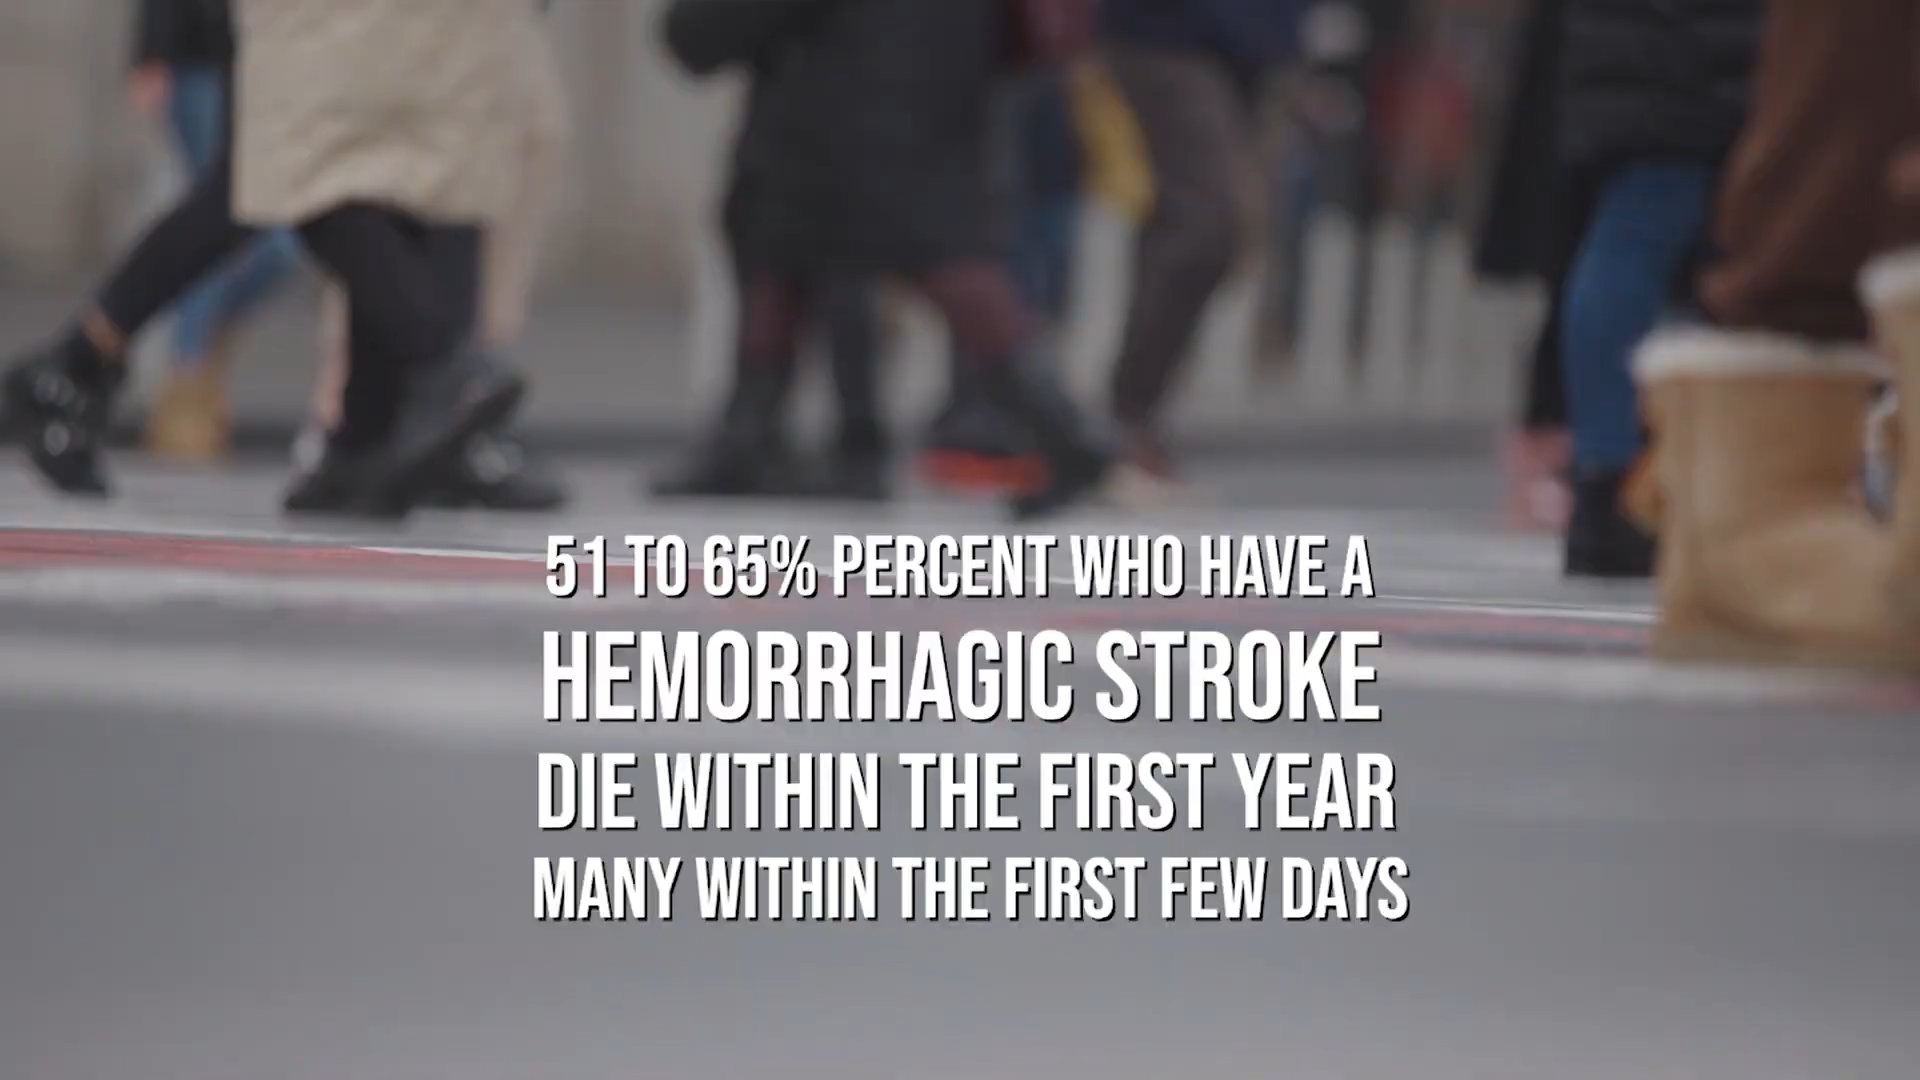 51 TO 65% PERCENT WHO HAVE A
HEMORRHAGIC STROKE
DIE WITHIN THE FIRST YEAR
MANY WITHIN THE FIRST FEW DAYS